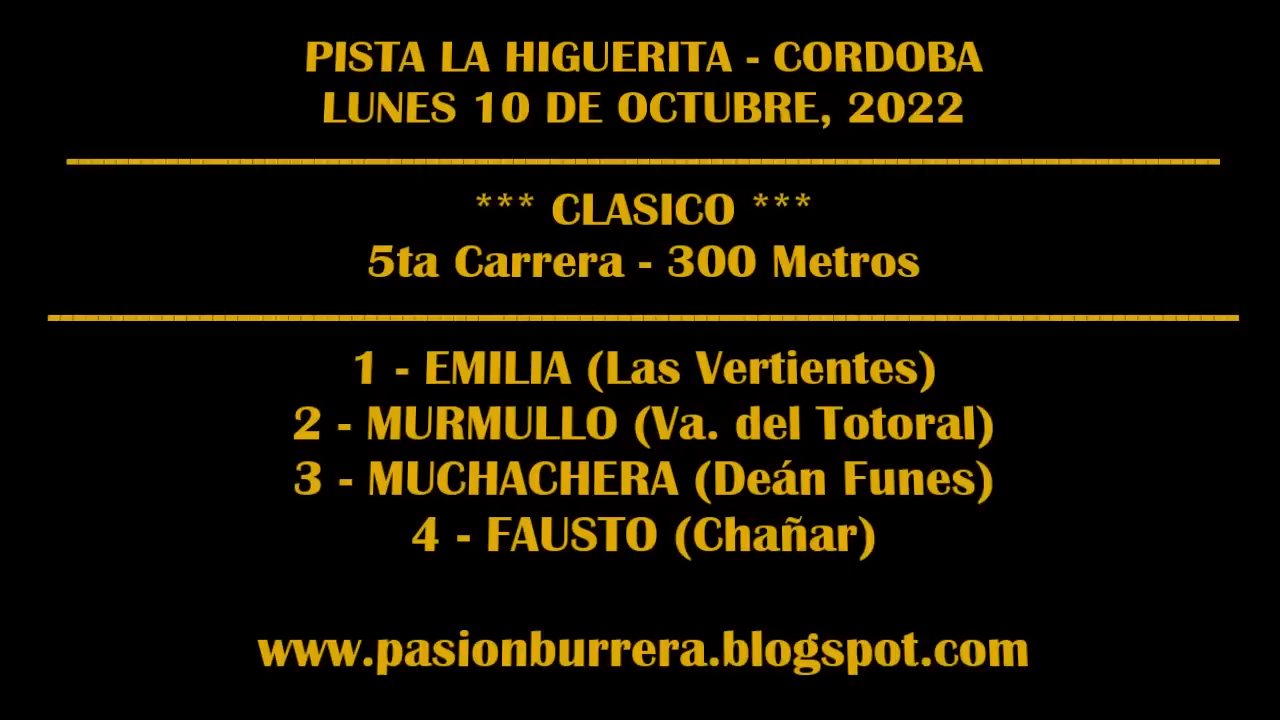 PISTA LA HIGUERITA - CORDOBA
LUNES 10 DE OCTUBRE, 2022
*** CLASICO ***
5ta Carrera - 300 Metros
1 - EMILIA (Las Vertientes)
2 - MURMULLO (Va. del Totoral)
3 - MUCHACHERA (Deán Funes)
4 - FAUSTO (Chañar)
www.pasionburrera.blogspot.com